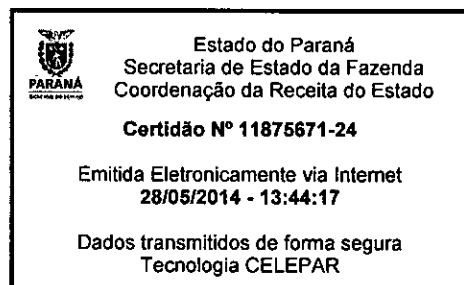 Estado do Paraná
Secretaria de Estado da Fazenda
PARANÁ
Coordenação da Receita do Estado
Certidão Nº 11875671-24
Emitida Eletronicamente via Internet
28/05/2014 - 13:44:17
Dados transmitidos de forma segura
Tecnologia CELEPAR